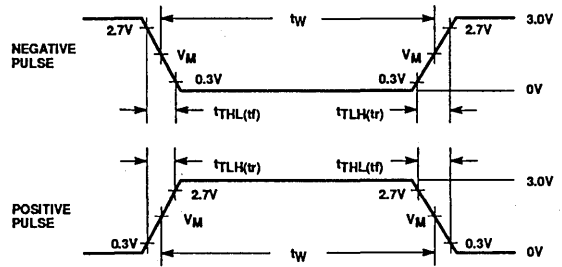 tW 3.0V
2.7V 2.7V
NEGATIVE
PULSE
VM VM
0.3V 0.3V
0V
tTHL(tf) tTLH(tr)
tTLH(tr) tTHL(tf)
3.0V
2.7V 2.7V
POSITIVE
PULSE
VM VM
0.3V 0.3V
tW 0V